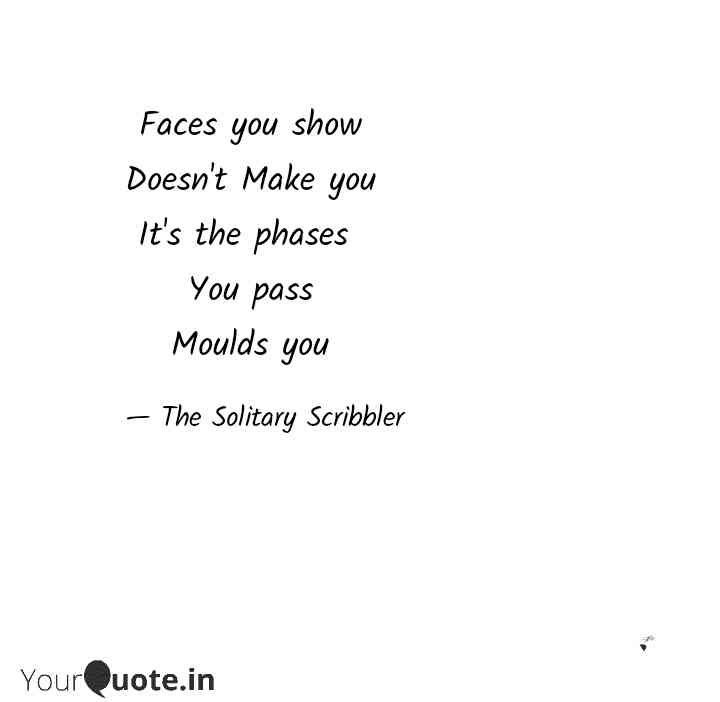 Faces you show
Doesn't Make you
It's the phases
You pass
Moulds you
— The Solitary Scribbler
YourQuote.in